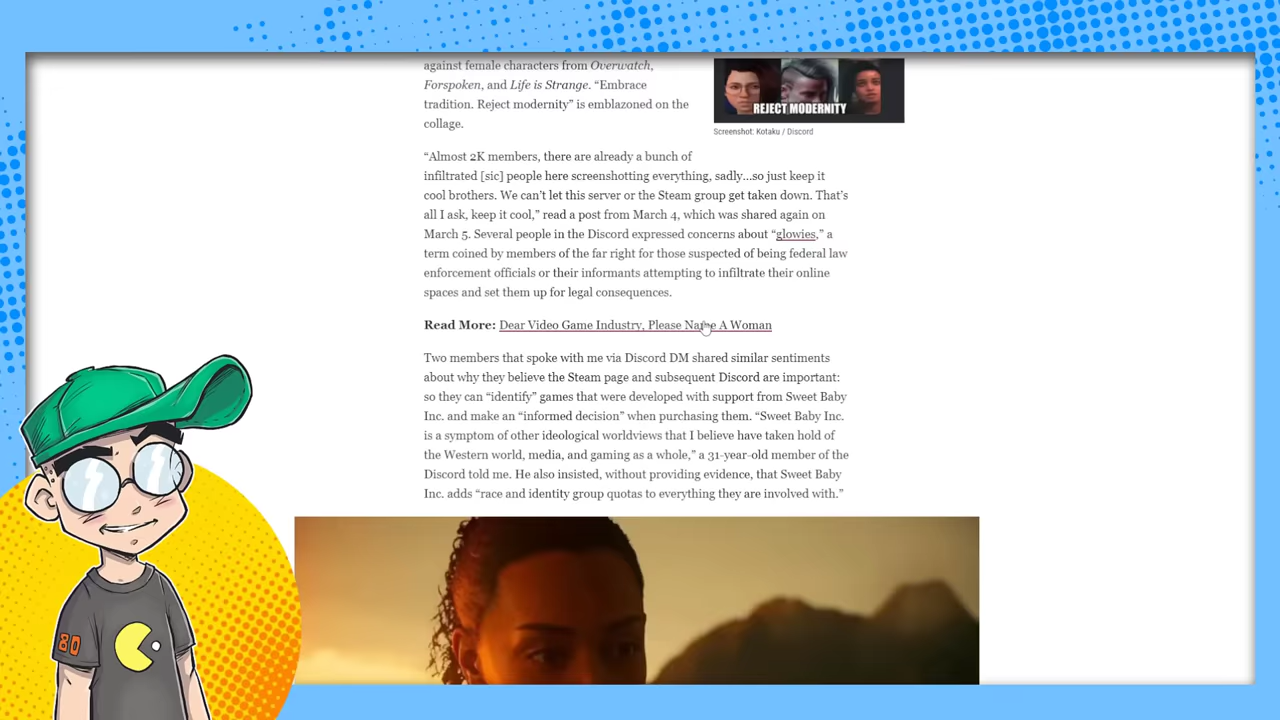 against female characters from Overwatch,
Forspoken, and Life is Strange. “Embrace
tradition. Reject modernity” is emblazoned on the
collage.
REJECT MODERNITY
Screenshot: Kotaku / Discord
“Almost 2K members, there are already a bunch of
infiltrated [sic] people here screenshotting everything, sadly…so just keep it
cool brothers. We can’t let this server or the Steam group get taken down. That’s
all I ask, keep it cool,” read a post from March 4, which was shared again on
March 5. Several people in the Discord expressed concerns about “glowies,” a
term coined by members of the far right for those suspected of being federal law
enforcement officials or their informants attempting to infiltrate their online
spaces and set them up for legal consequences.
Read More: Dear Video Game Industry, Please Name A Woman
Two members that spoke with me via Discord DM shared similar sentiments
about why they believe the Steam page and subsequent Discord are important:
so they can “identify” games that were developed with support from Sweet Baby
Inc. and make an “informed decision” when purchasing them. “Sweet Baby Inc.
is a symptom of other ideological worldviews that I believe have taken hold of
the Western world, media, and gaming as a whole,” a 31-year-old member of the
Discord told me. He also insisted, without providing evidence, that Sweet Baby
Inc. adds “race and identity group quotas to everything they are involved with.”
80